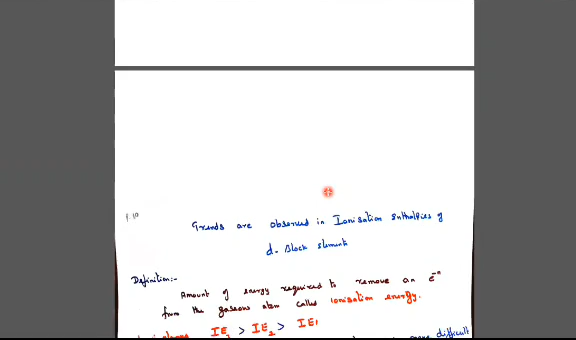 P.10
Trends are observed in Ionisation Enthalpies of
d-Block element
Definition:-
Amount of energy required to remove an e-n
from the gaseous atom called ionisation energy.
IE3 > IE2 > IE1
more difficult